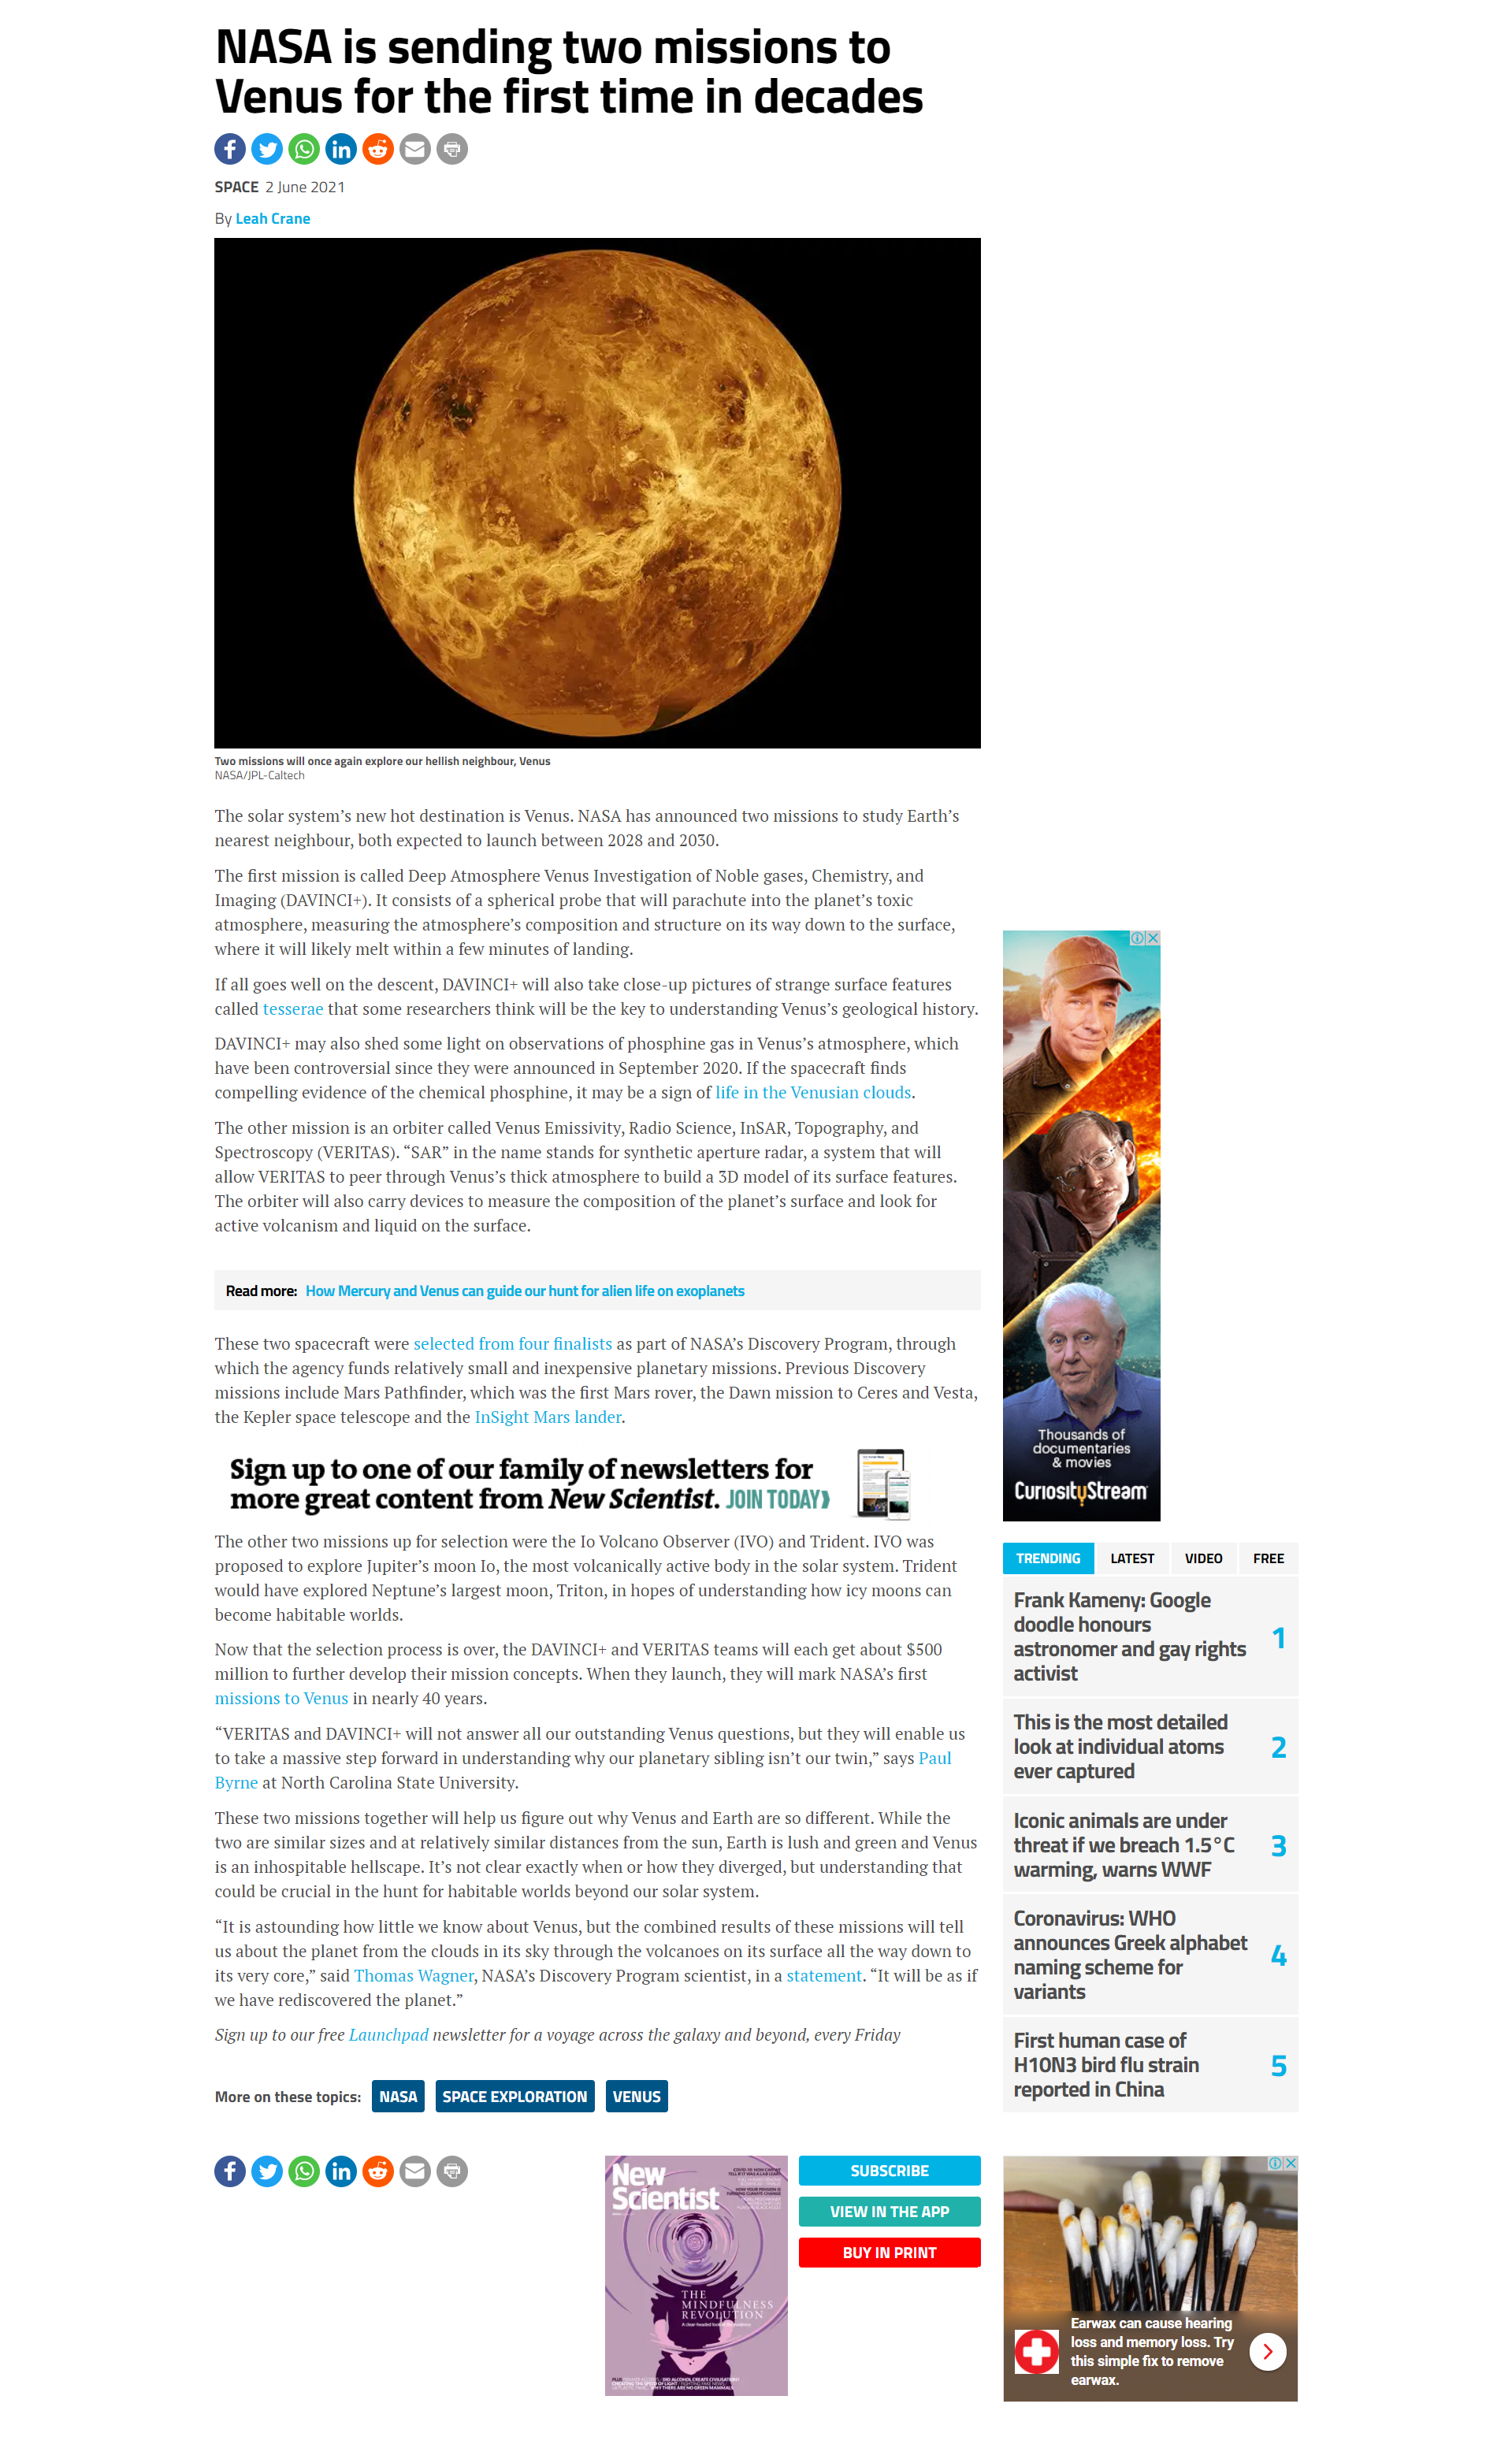 NASA is sending two missions to
Venus for the first time in decades
SPACE 2 June 2021
By Leah Crane
Two missions will once again explore our hellish neighbour, Venus
NASA/JPL-Caltech
The solar system’s new hot destination is Venus. NASA has announced two missions to study Earth’s
nearest neighbour, both expected to launch between 2028 and 2030.
The first mission is called Deep Atmosphere Venus Investigation of Noble gases, Chemistry, and
Imaging (DAVINCI+). It consists of a spherical probe that will parachute into the planet’s toxic
atmosphere, measuring the atmosphere’s composition and structure on its way down to the surface,
where it will likely melt within a few minutes of landing.
If all goes well on the descent, DAVINCI+ will also take close-up pictures of strange surface features
called tesserae that some researchers think will be the key to understanding Venus’s geological history.
DAVINCI+ may also shed some light on observations of phosphine gas in Venus’s atmosphere, which
have been controversial since they were announced in September 2020. If the spacecraft finds
compelling evidence of the chemical phosphine, it may be a sign of life in the Venusian clouds.
The other mission is an orbiter called Venus Emissivity, Radio Science, InSAR, Topography, and
Spectroscopy (VERITAS). “SAR” in the name stands for synthetic aperture radar, a system that will
allow VERITAS to peer through Venus’s thick atmosphere to build a 3D model of its surface features.
The orbiter will also carry devices to measure the composition of the planet’s surface and look for
active volcanism and liquid on the surface.
Read more: How Mercury and Venus can guide our hunt for alien life on exoplanets
These two spacecraft were selected from four finalists as part of NASA’s Discovery Program, through
which the agency funds relatively small and inexpensive planetary missions. Previous Discovery
missions include Mars Pathfinder, which was the first Mars rover, the Dawn mission to Ceres and Vesta,
the Kepler space telescope and the InSight Mars lander.
Sign up to one of our family of newsletters for
more great content from New Scientist. JOIN TODAY
The other two missions up for selection were the Io Volcano Observer (IVO) and Trident. IVO was
proposed to explore Jupiter’s moon Io, the most volcanically active body in the solar system. Trident
would have explored Neptune’s largest moon, Triton, in hopes of understanding how icy moons can
become habitable worlds.
Now that the selection process is over, the DAVINCI+ and VERITAS teams will each get about $500
million to further develop their mission concepts. When they launch, they will mark NASA’s first
missions to Venus in nearly 40 years.
“VERITAS and DAVINCI+ will not answer all our outstanding Venus questions, but they will enable us
to take a massive step forward in understanding why our planetary sibling isn’t our twin,” says Paul
Byrne at North Carolina State University.
These two missions together will help us figure out why Venus and Earth are so different. While the
two are similar sizes and at relatively similar distances from the sun, Earth is lush and green and Venus
is an inhospitable hellscape. It’s not clear exactly when or how they diverged, but understanding that
could be crucial in the hunt for habitable worlds beyond our solar system.
“It is astounding how little we know about Venus, but the combined results of these missions will tell
us about the planet from the clouds in its sky through the volcanoes on its surface all the way down to
its very core,” said Thomas Wagner, NASA’s Discovery Program scientist, in a statement. “It will be as if
we have rediscovered the planet.”
Sign up to our free Launchpad newsletter for a voyage across the galaxy and beyond, every Friday
More on these topics: NASA SPACE EXPLORATION VENUS
New
Scientist
THE
MINDFULNESS
REVOLUTION
SUBSCRIBE
VIEW IN THE APP
BUY IN PRINT
Thousands of
documentaries
& movies
CuriosityStream
TRENDING LATEST VIDEO FREE
Frank Kameny: Google
doodle honours
astronomer and gay rights
activist
1
This is the most detailed
look at individual atoms
ever captured
2
Iconic animals are under
threat if we breach 1.5°C
warming, warns WWF
3
Coronavirus: WHO
announces Greek alphabet
naming scheme for
variants
4
First human case of
H10N3 bird flu strain
reported in China
5
Earwax can cause hearing
loss and memory loss. Try
this simple fix to remove
earwax.